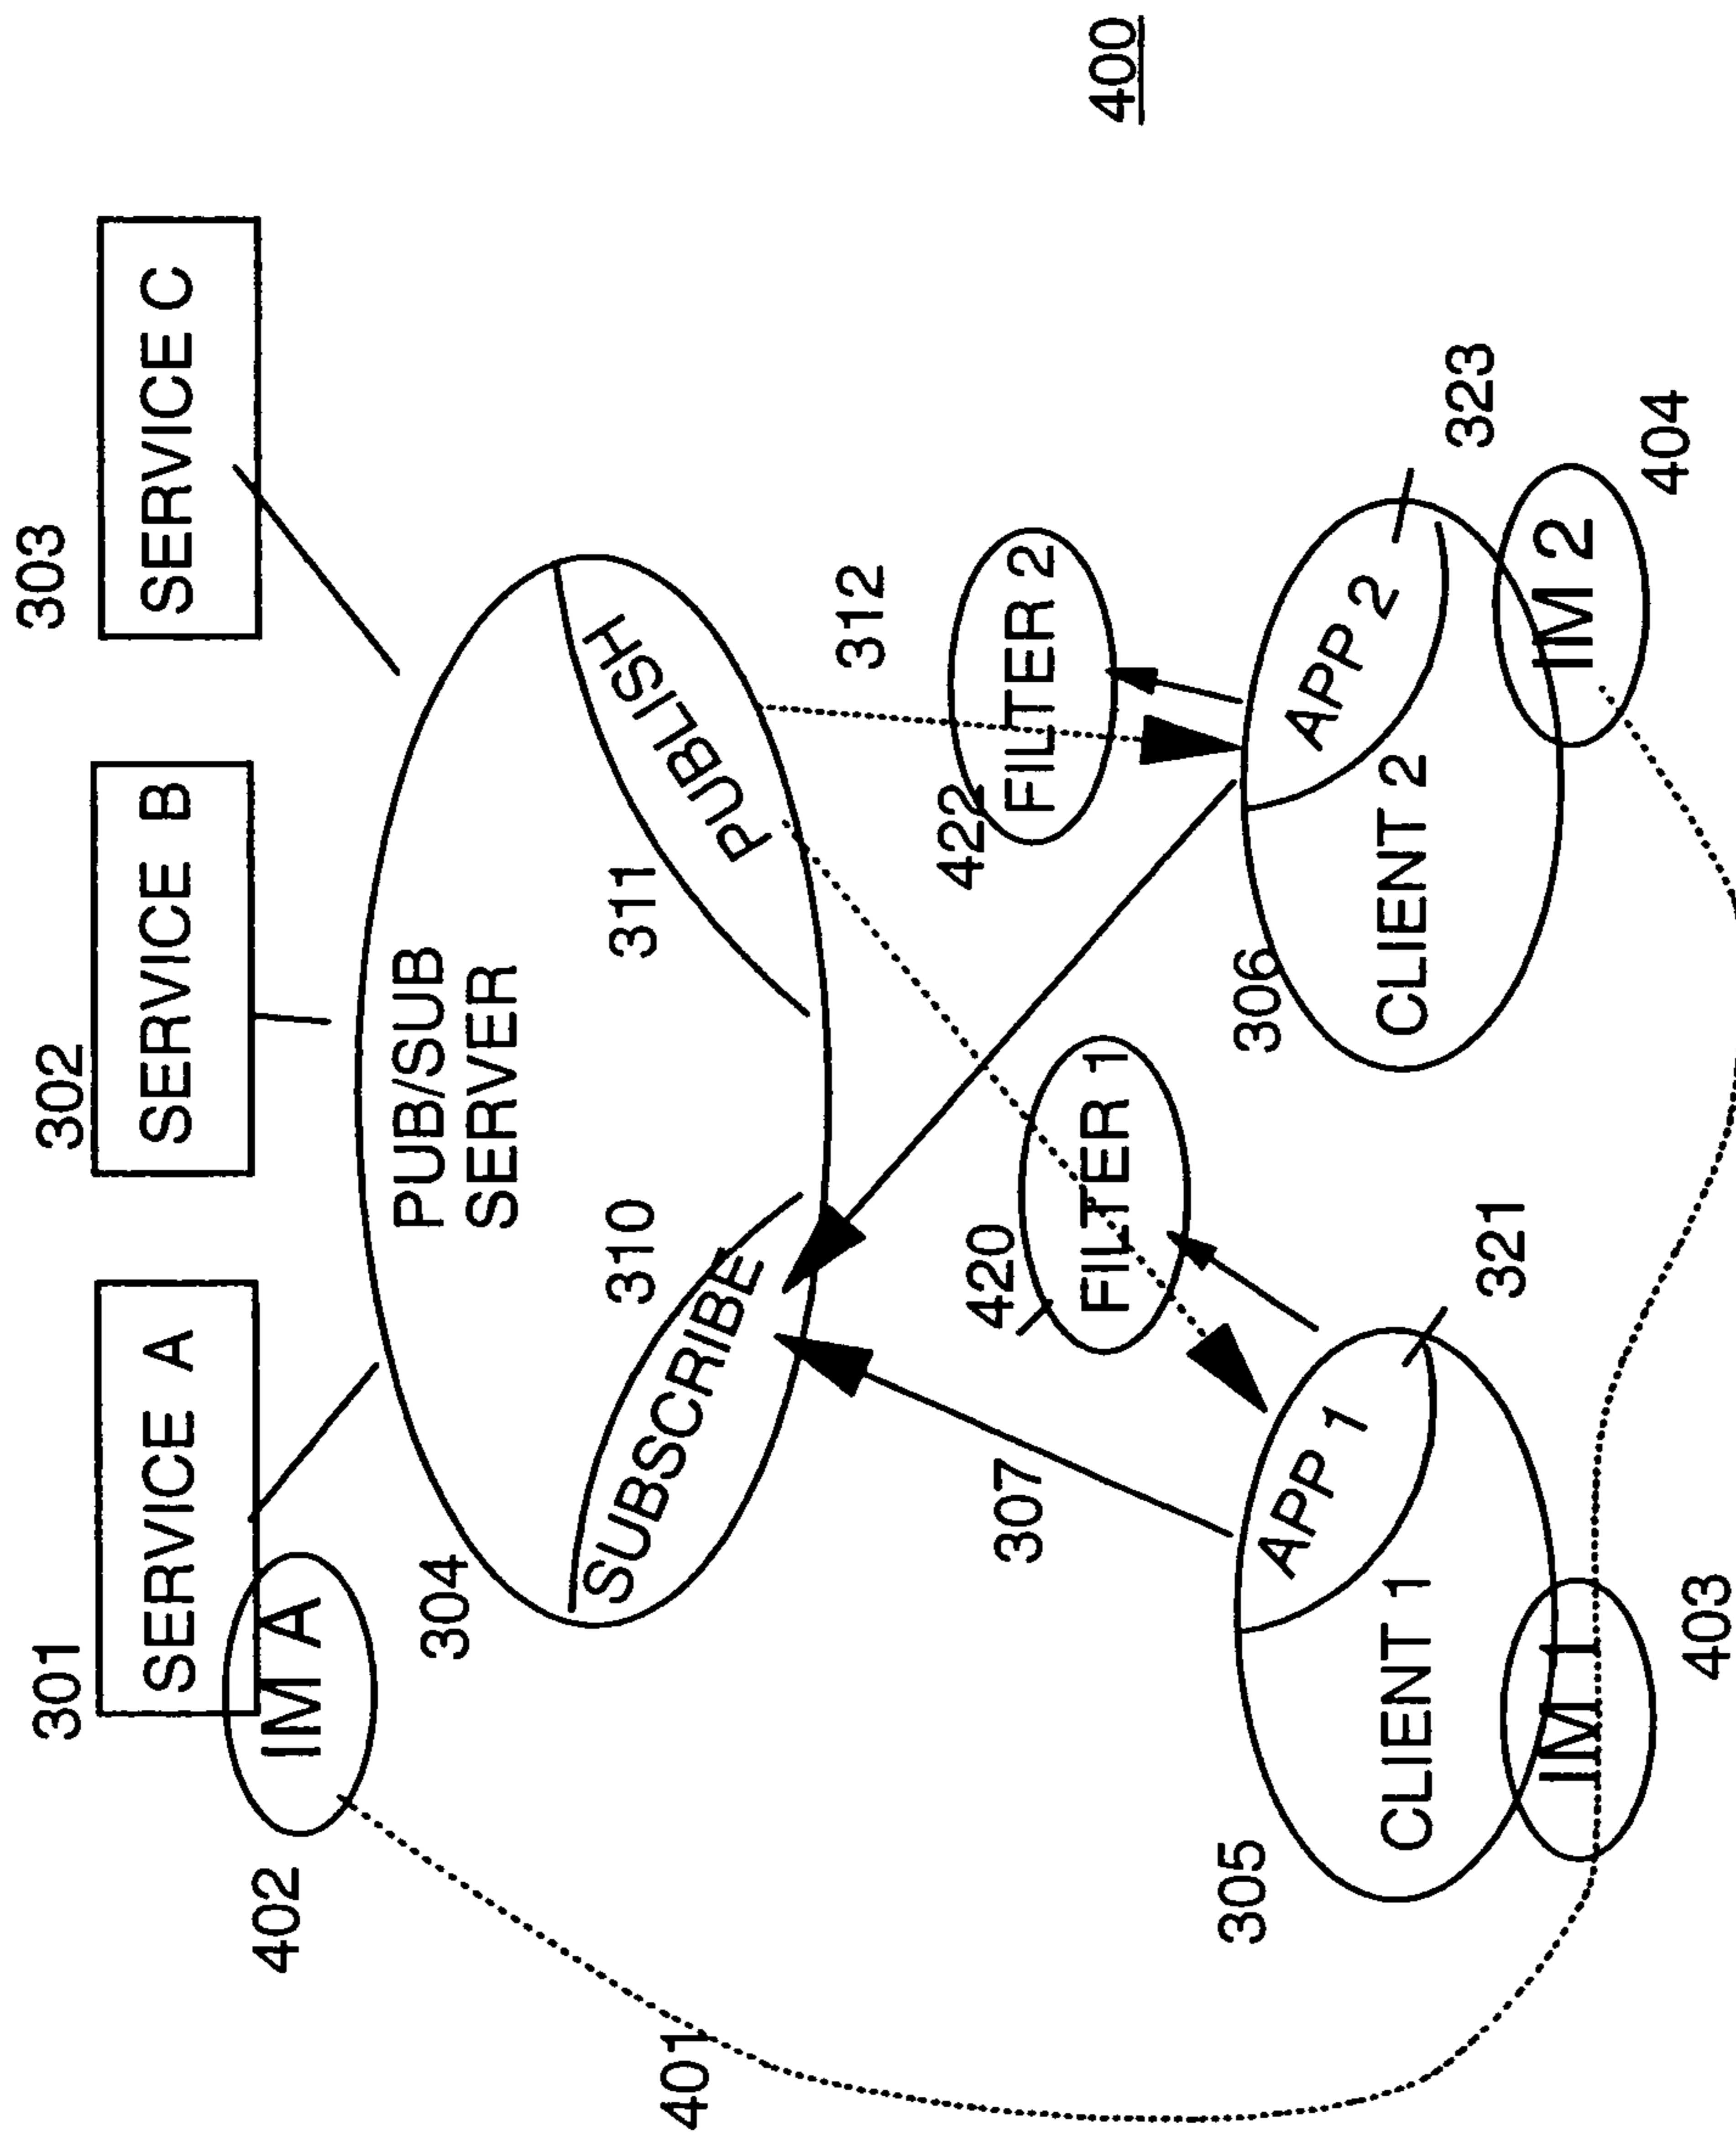 301
302
303
SERVICE A
SERVICE B
SERVICE C
402
IM A
304
PUB/SUB
SERVER
310
SUBSCRIBE
311
PUBLISH
401
307
420
FILTER 1
422
FILTER 2
312
400
305
CLIENT 1
APP 1
321
306
CLIENT 2
APP 2
323
IM 1
403
IM 2
404